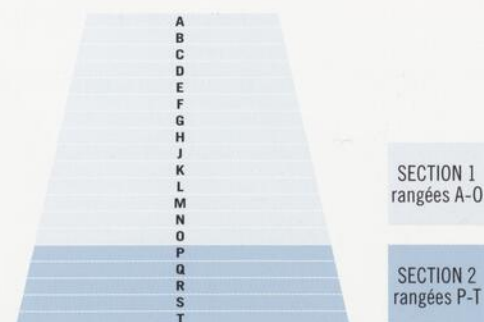 A
B
C
D
E
F
G
H
J
K
L
M
N
O
P
Q
R
S
T
SECTION 1
rangées A-O
SECTION 2
rangées P-T